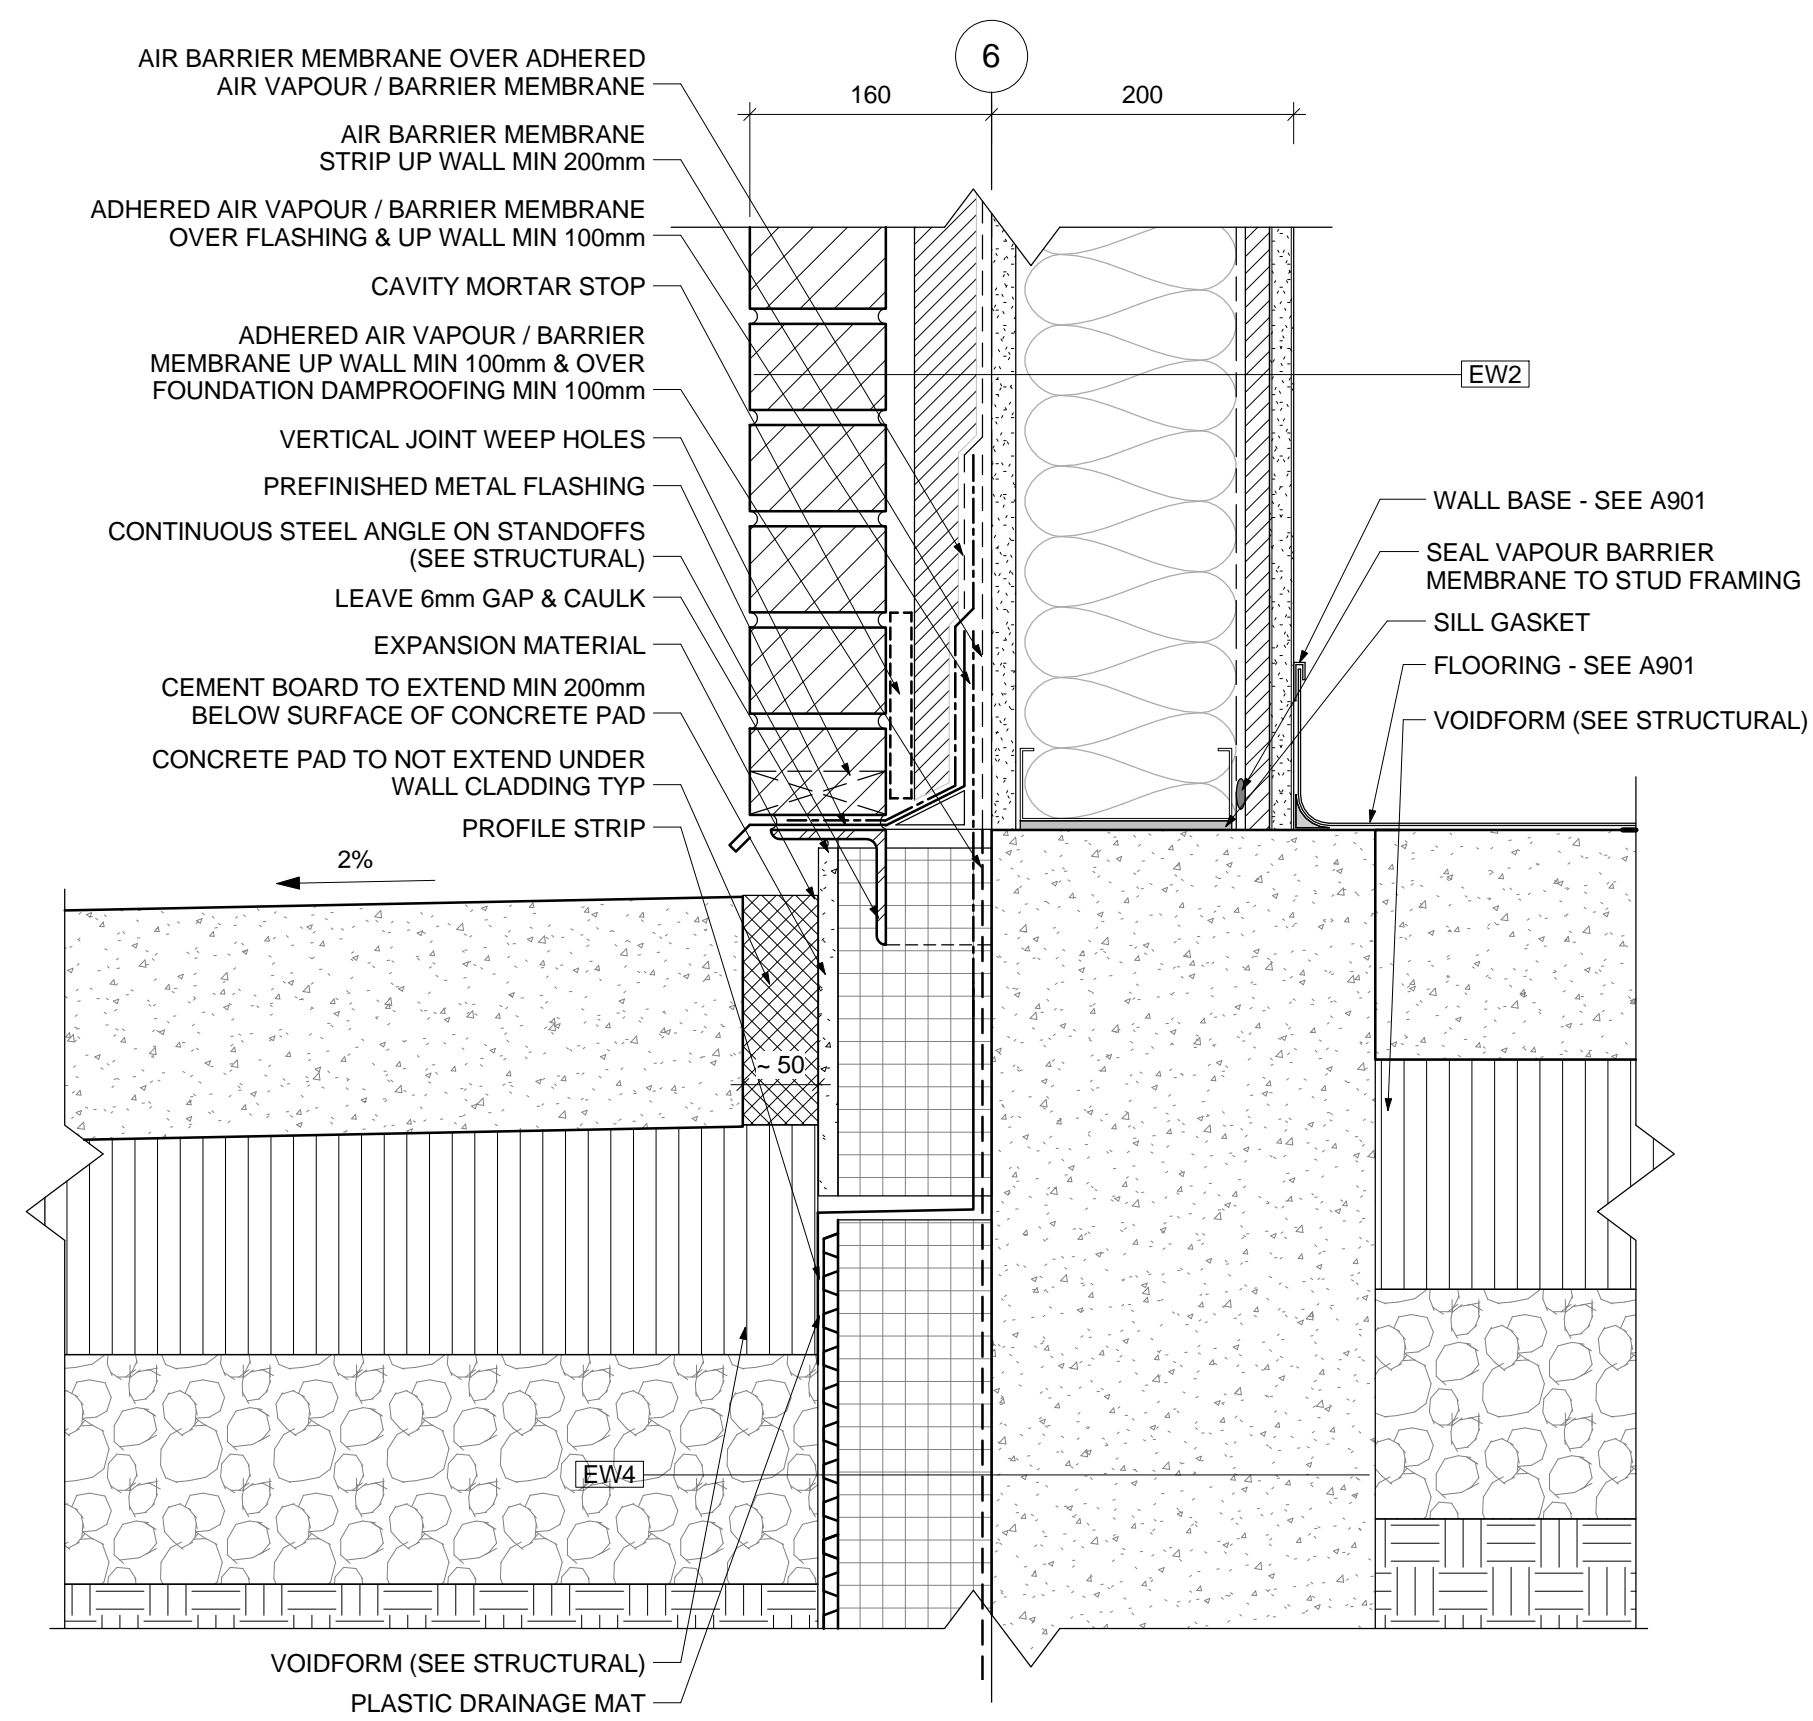 6
160
200
AIR BARRIER MEMBRANE OVER ADHERED
AIR VAPOUR / BARRIER MEMBRANE
AIR BARRIER MEMBRANE
STRIP UP WALL MIN 200mm
ADHERED AIR VAPOUR / BARRIER MEMBRANE
OVER FLASHING & UP WALL MIN 100mm
CAVITY MORTAR STOP
ADHERED AIR VAPOUR / BARRIER
MEMBRANE UP WALL MIN 100mm & OVER
FOUNDATION DAMPROOFING MIN 100mm
VERTICAL JOINT WEEP HOLES
PREFINISHED METAL FLASHING
CONTINUOUS STEEL ANGLE ON STANDOFFS
(SEE STRUCTURAL)
LEAVE 6mm GAP & CAULK
EXPANSION MATERIAL
CEMENT BOARD TO EXTEND MIN 200mm
BELOW SURFACE OF CONCRETE PAD
CONCRETE PAD TO NOT EXTEND UNDER
WALL CLADDING TYP
PROFILE STRIP
2%
EW2
WALL BASE - SEE A901
SEAL VAPOUR BARRIER
MEMBRANE TO STUD FRAMING
SILL GASKET
FLOORING - SEE A901
VOIDFORM (SEE STRUCTURAL)
~ 50
EW4
VOIDFORM (SEE STRUCTURAL)
PLASTIC DRAINAGE MAT